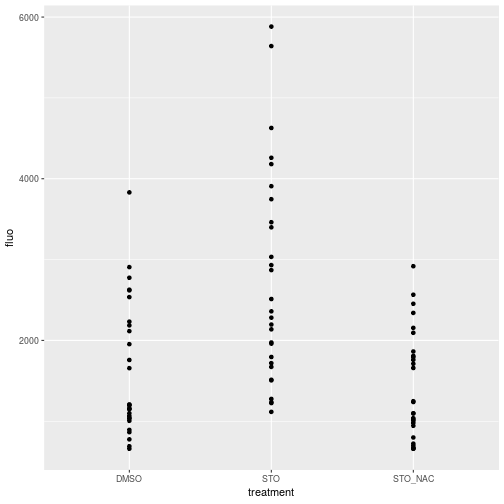 6000
4000
2000
fluo
DMSO
STO
STO_NAC
treatment